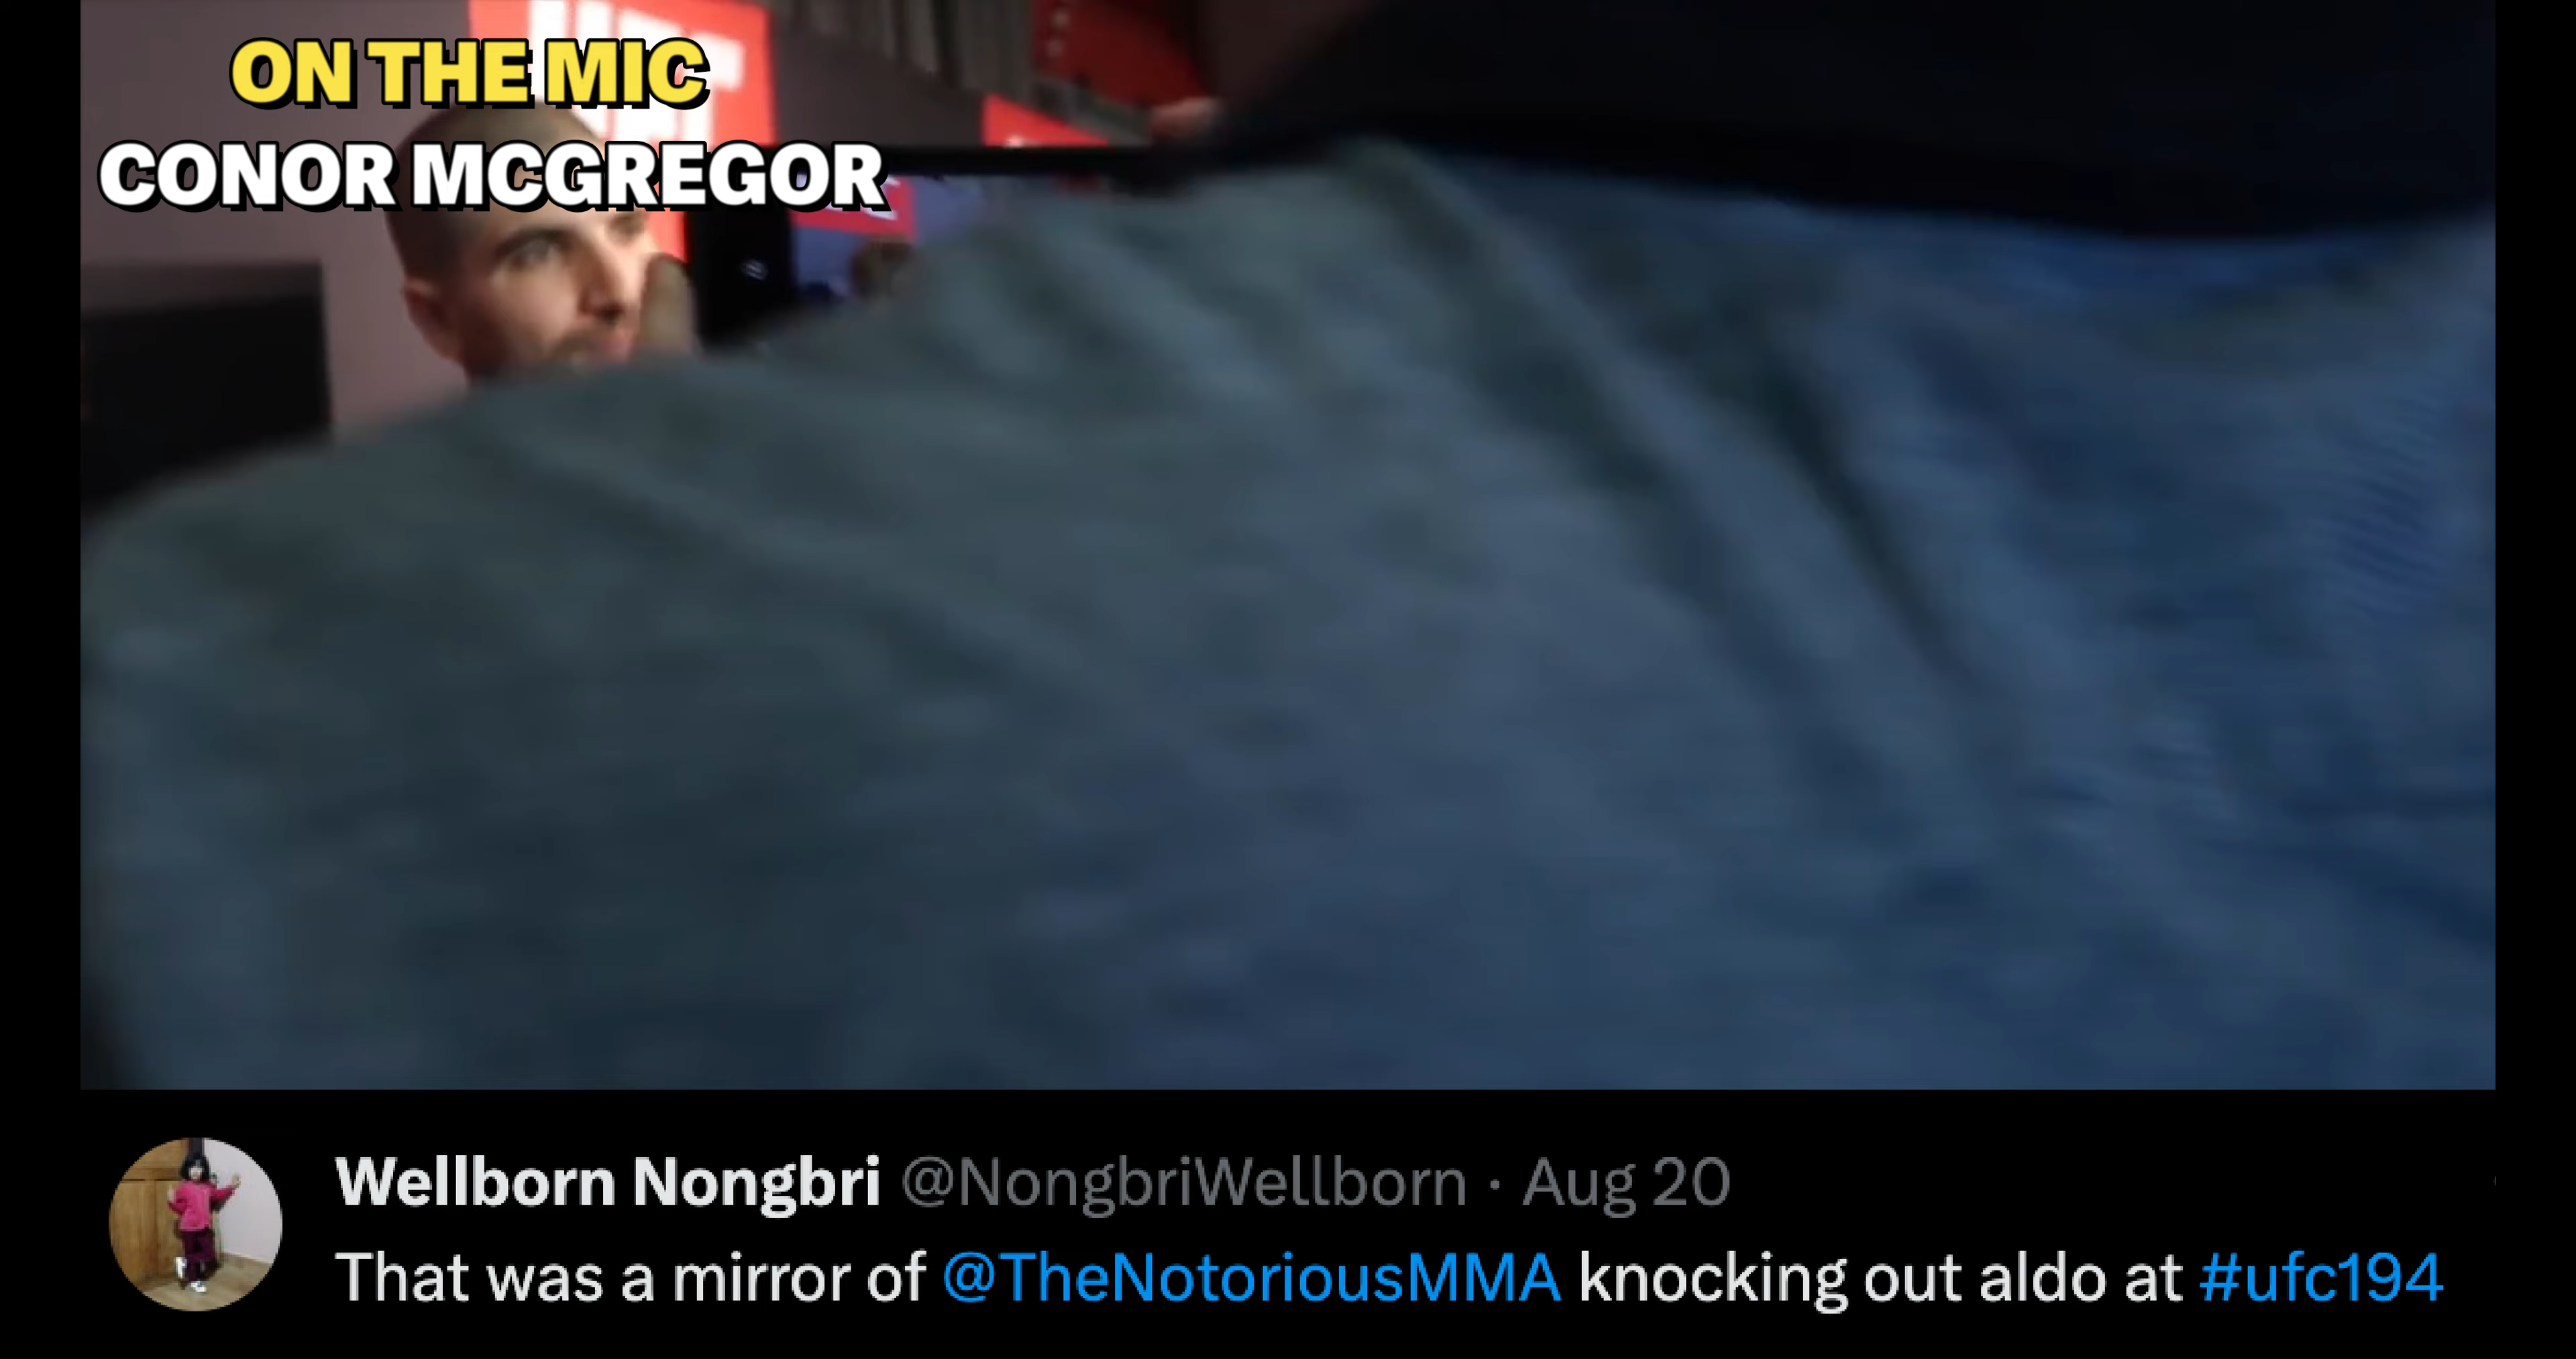 ON THE MIC
CONOR MCGREGOR
Wellborn Nongbri @NongbriWellborn · Aug 20
That was a mirror of @TheNotoriousMMA knocking out aldo at #ufc194